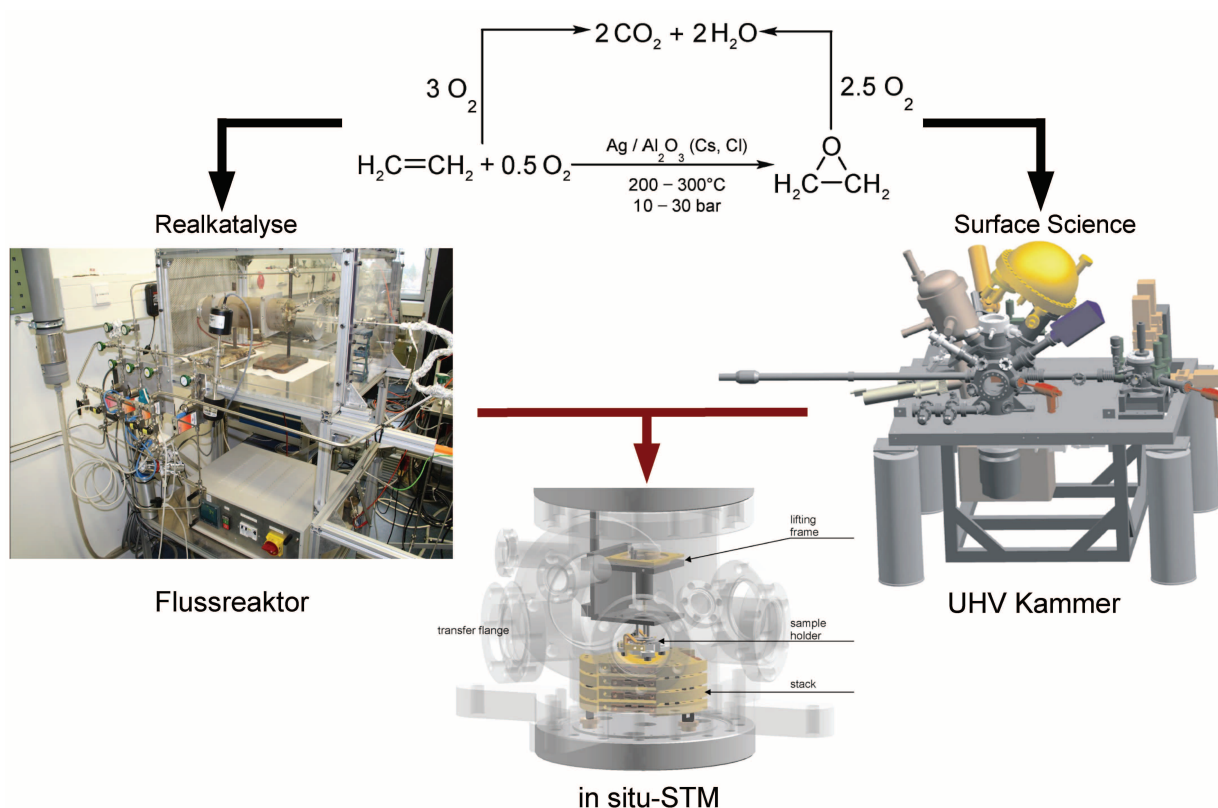 2 CO₂ + 2 H₂O
3 O₂
2.5 O₂
H₂C=CH₂ + 0.5 O₂
Ag / Al₂O₃ (Cs, Cl)
200 – 300°C
10 – 30 bar
O
H₂C–CH₂
Realkatalyse
Surface Science
Flussreaktor
UHV Kammer
lifting
frame
transfer flange
sample
holder
stack
in situ-STM